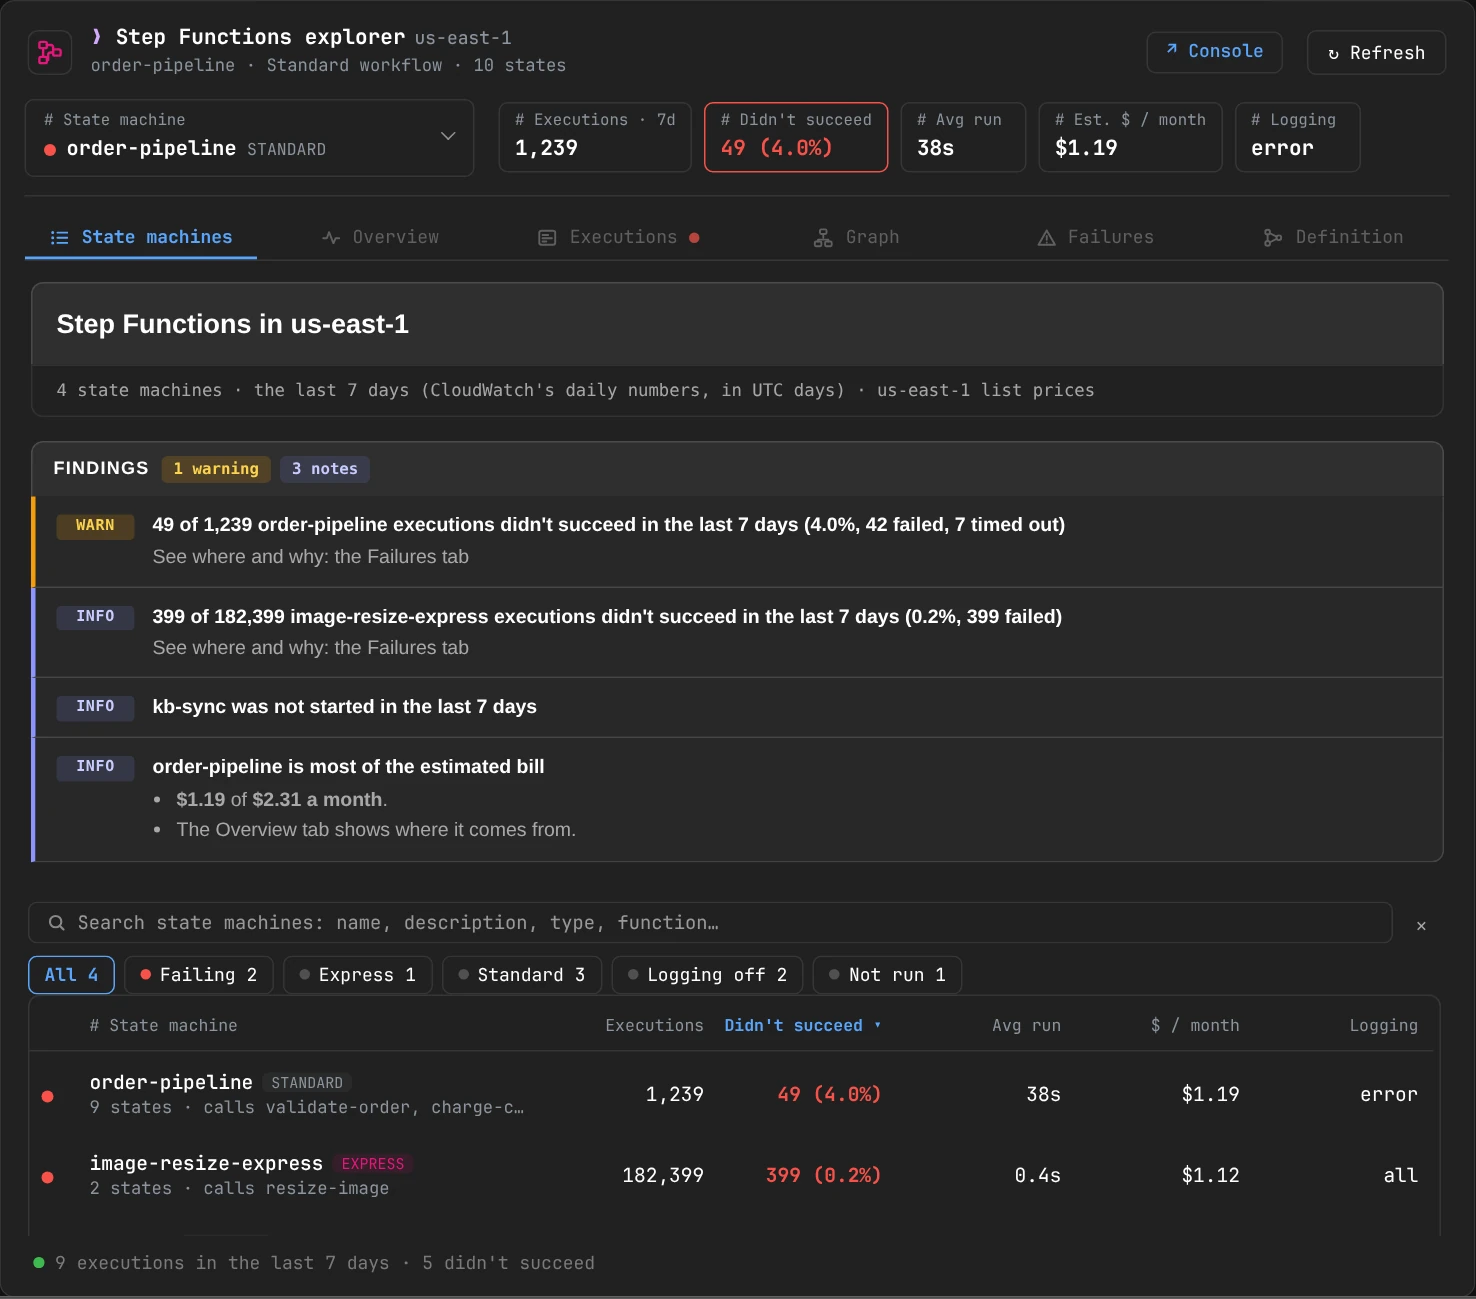 ❫ Step Functions explorer us-east-1
order-pipeline · Standard workflow · 10 states
↗ Console
↻ Refresh
# State machine
order-pipeline STANDARD
# Executions · 7d
1,239
# Didn't succeed
49 (4.0%)
# Avg run
38s
# Est. $ / month
$1.19
# Logging
error
State machines
Overview
Executions
Graph
Failures
Definition
Step Functions in us-east-1
4 state machines · the last 7 days (CloudWatch's daily numbers, in UTC days) · us-east-1 list prices
FINDINGS 1 warning 3 notes
WARN 49 of 1,239 order-pipeline executions didn't succeed in the last 7 days (4.0%, 42 failed, 7 timed out)
See where and why: the Failures tab
INFO 399 of 182,399 image-resize-express executions didn't succeed in the last 7 days (0.2%, 399 failed)
See where and why: the Failures tab
INFO kb-sync was not started in the last 7 days
INFO order-pipeline is most of the estimated bill
• $1.19 of $2.31 a month.
• The Overview tab shows where it comes from.
Search state machines: name, description, type, function…
×
All 4
Failing 2
Express 1
Standard 3
Logging off 2
Not run 1
# State machine Executions Didn't succeed ▾ Avg run $ / month Logging
order-pipeline STANDARD 1,239 49 (4.0%) 38s $1.19 error
9 states · calls validate-order, charge-c…
image-resize-express EXPRESS 182,399 399 (0.2%) 0.4s $1.12 all
2 states · calls resize-image
9 executions in the last 7 days · 5 didn't succeed